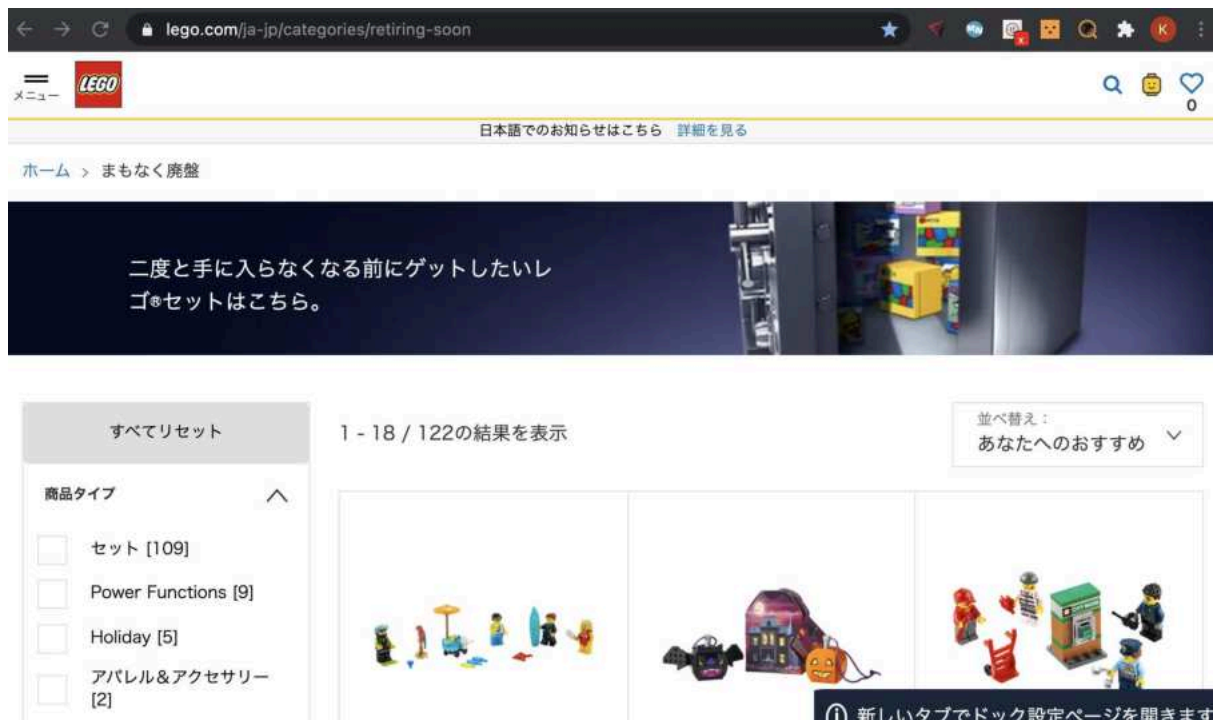 lego.com/ja-jp/categories/retiring-soon
K
メニュー
LEGO
0
日本語でのお知らせはこちら 詳細を見る
ホーム > まもなく廃盤
二度と手に入らなくなる前にゲットしたいレ
ゴ®セットはこちら。
すべてリセット
1 - 18 / 122の結果を表示
並べ替え：
あなたへのおすすめ
商品タイプ
セット [109]
Power Functions [9]
Holiday [5]
アパレル＆アクセサリー
[2]
新しいタブでドック設定ページを開きます